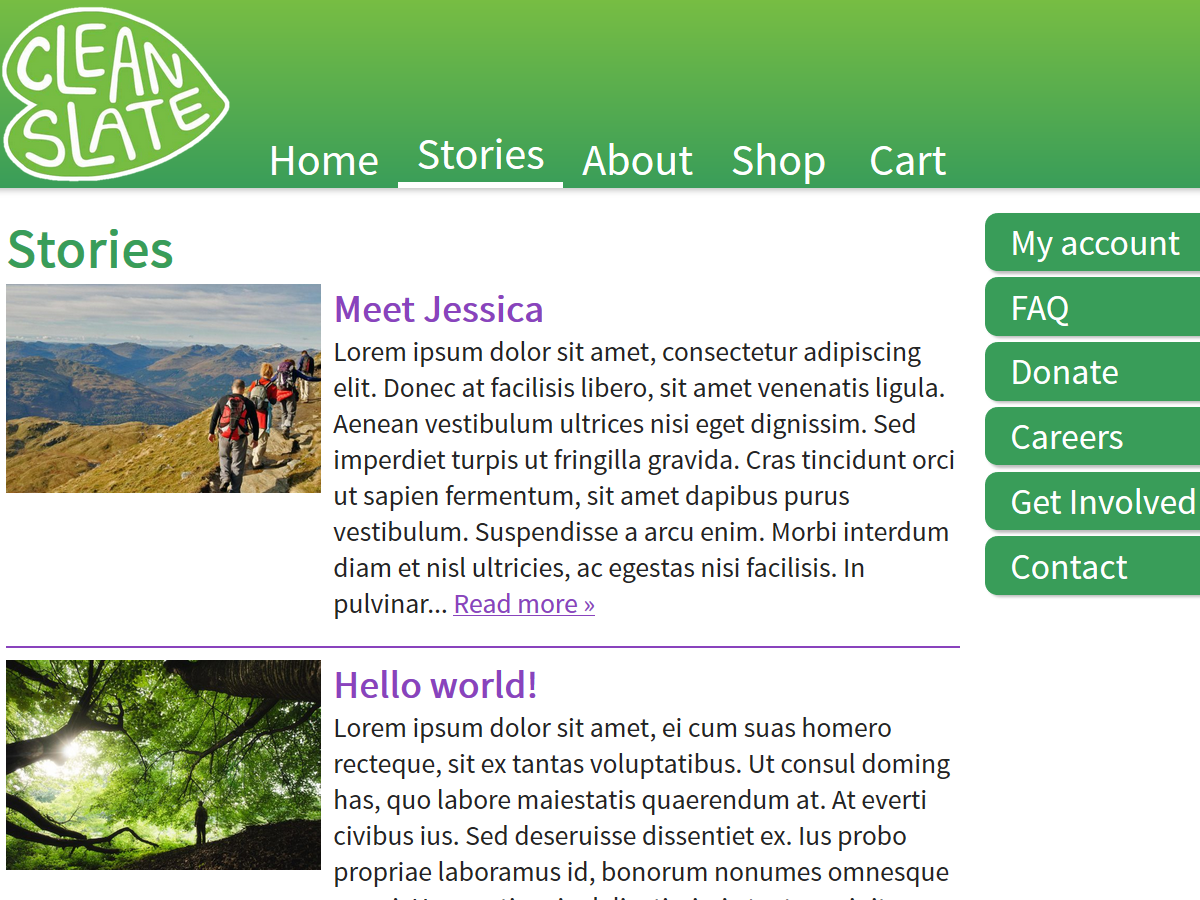 CLEAN
SLATE
Home Stories About Shop Cart
Stories
Meet Jessica
Lorem ipsum dolor sit amet, consectetur adipiscing
elit. Donec at facilisis libero, sit amet venenatis ligula.
Aenean vestibulum ultrices nisi eget dignissim. Sed
imperdiet turpis ut fringilla gravida. Cras tincidunt orci
ut sapien fermentum, sit amet dapibus purus
vestibulum. Suspendisse a arcu enim. Morbi interdum
diam et nisl ultricies, ac egestas nisi facilisis. In
pulvinar... Read more »
Hello world!
Lorem ipsum dolor sit amet, ei cum suas homero
recteque, sit ex tantas voluptatibus. Ut consul doming
has, quo labore maiestatis quaerendum at. At everti
civibus ius. Sed deseruisse dissentiet ex. Ius probo
propriae laboramus id, bonorum nonumes omnesque
My account
FAQ
Donate
Careers
Get Involved
Contact